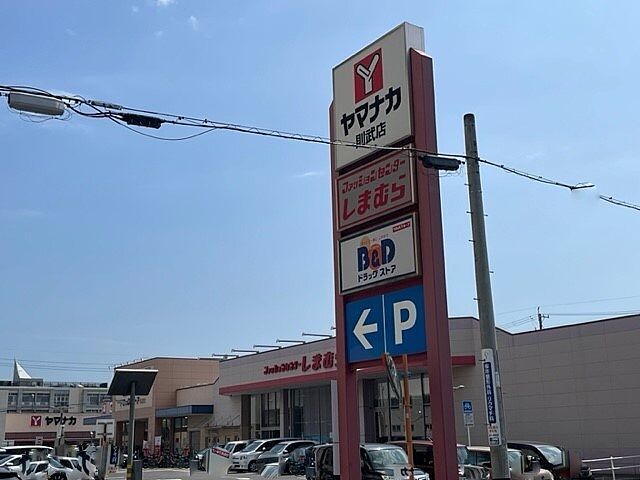 Y
ヤマナカ
則武店
ファッションセンター
しまむら
B&D
ドラッグストア
←P
ファッションセンター しまむら
ヤマナカ